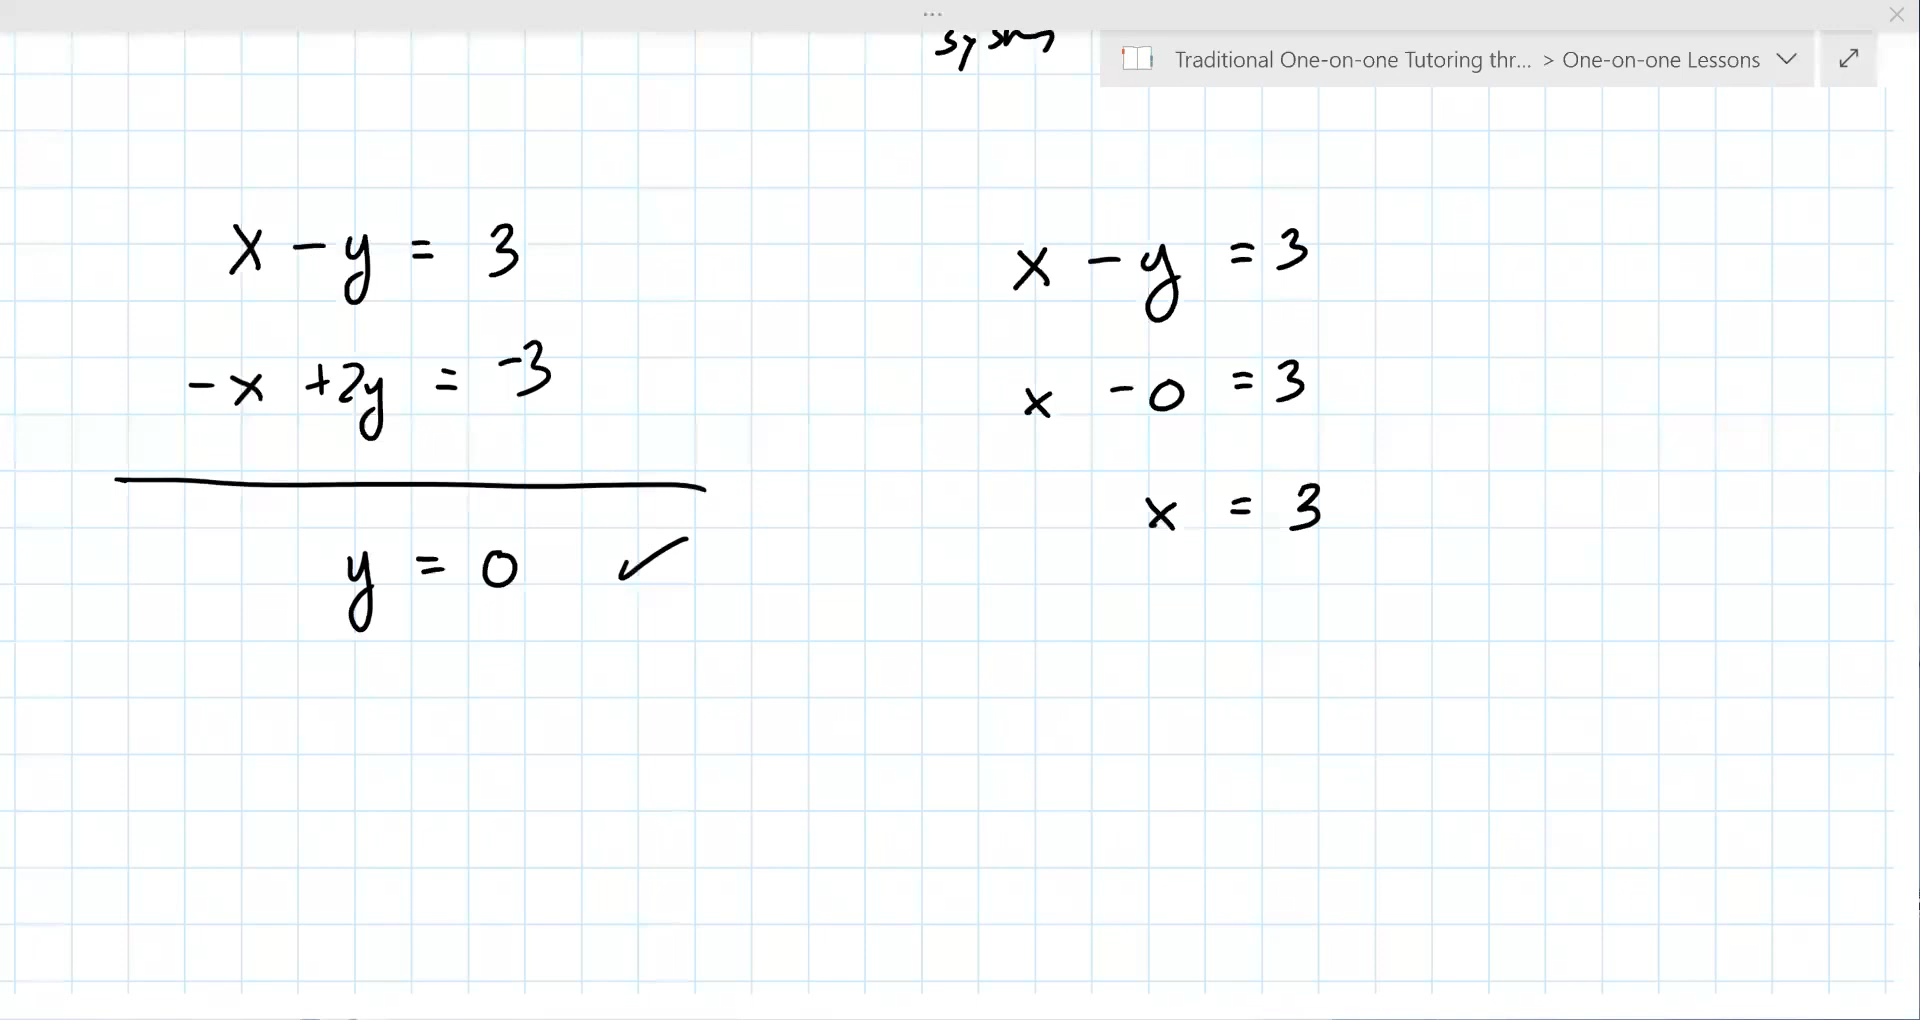 Traditional One-on-one Tutoring thr... > One-on-one Lessons
x - y = 3
-x + 2y = -3
y = 0 ✓
x - y = 3
x - 0 = 3
x = 3